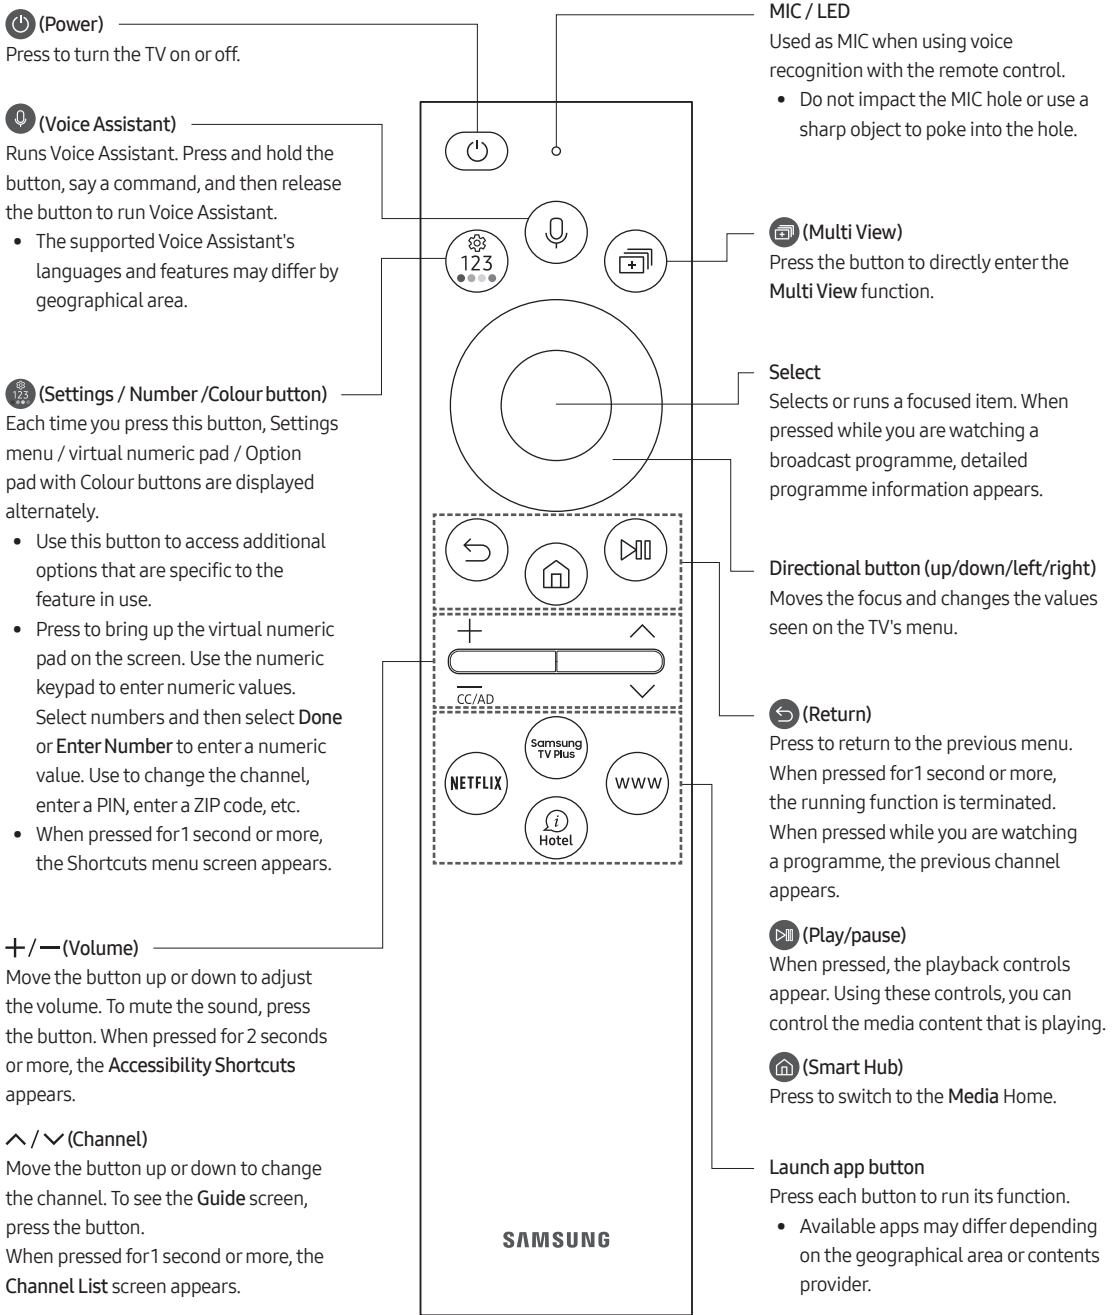 (Power)
Press to turn the TV on or off.
(Voice Assistant)
Runs Voice Assistant. Press and hold the
button, say a command, and then release
the button to run Voice Assistant.
• The supported Voice Assistant's
languages and features may differ by
geographical area.
123 (Settings / Number /Colour button)
Each time you press this button, Settings
menu / virtual numeric pad / Option
pad with Colour buttons are displayed
alternately.
• Use this button to access additional
options that are specific to the
feature in use.
• Press to bring up the virtual numeric
pad on the screen. Use the numeric
keypad to enter numeric values.
Select numbers and then select Done
or Enter Number to enter a numeric
value. Use to change the channel,
enter a PIN, enter a ZIP code, etc.
• When pressed for 1 second or more,
the Shortcuts menu screen appears.
+ / — (Volume)
Move the button up or down to adjust
the volume. To mute the sound, press
the button. When pressed for 2 seconds
or more, the Accessibility Shortcuts
appears.
∧ / ∨ (Channel)
Move the button up or down to change
the channel. To see the Guide screen,
press the button.
When pressed for 1 second or more, the
Channel List screen appears.
123
+
—
CC/AD
Samsung
TV Plus
NETFLIX
www
i
Hotel
SAMSUNG
MIC / LED
Used as MIC when using voice
recognition with the remote control.
• Do not impact the MIC hole or use a
sharp object to poke into the hole.
(Multi View)
Press the button to directly enter the
Multi View function.
Select
Selects or runs a focused item. When
pressed while you are watching a
broadcast programme, detailed
programme information appears.
Directional button (up/down/left/right)
Moves the focus and changes the values
seen on the TV's menu.
(Return)
Press to return to the previous menu.
When pressed for 1 second or more,
the running function is terminated.
When pressed while you are watching
a programme, the previous channel
appears.
(Play/pause)
When pressed, the playback controls
appear. Using these controls, you can
control the media content that is playing.
(Smart Hub)
Press to switch to the Media Home.
Launch app button
Press each button to run its function.
• Available apps may differ depending
on the geographical area or contents
provider.